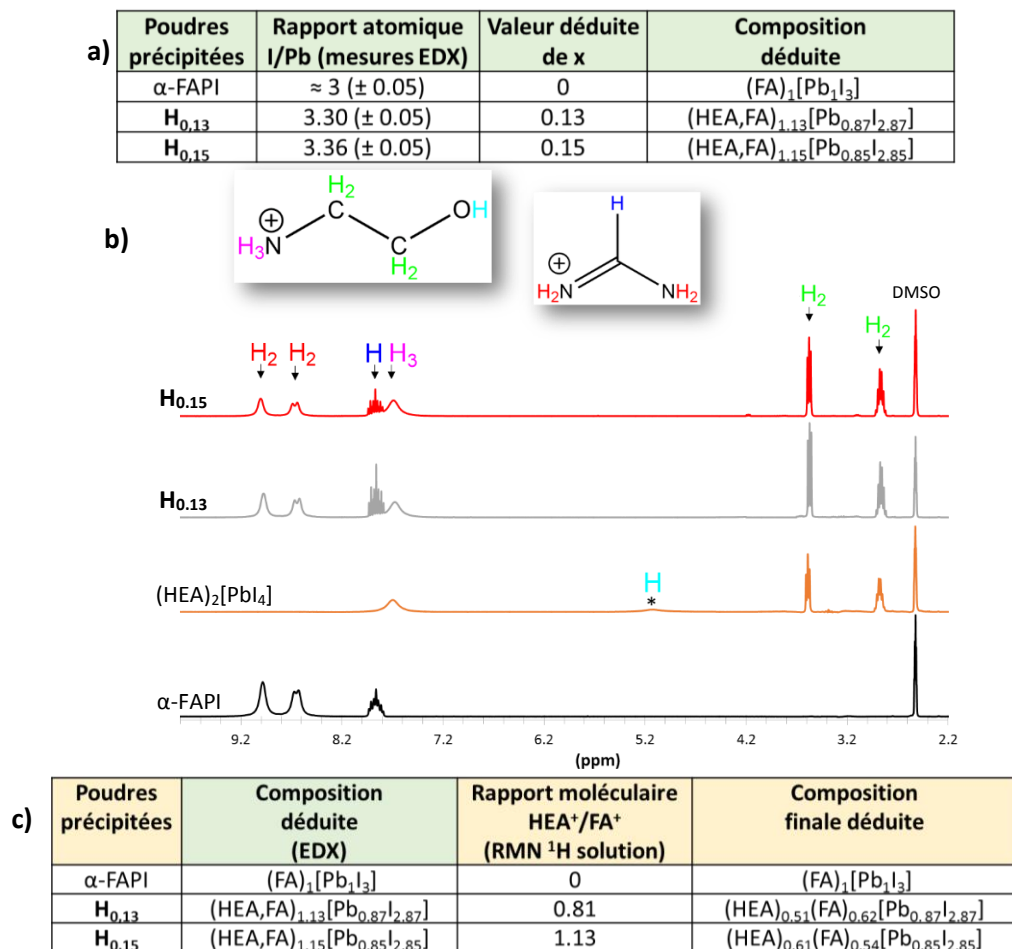 a)
Poudres précipitées | Rapport atomique I/Pb (mesures EDX) | Valeur déduite de x | Composition déduite
α-FAPI | ≈ 3 (± 0.05) | 0 | (FA)₁[Pb₁I₃]
H₀,₁₃ | 3.30 (± 0.05) | 0.13 | (HEA,FA)₁.₁₃[Pb₀.₈₇I₂.₈₇]
H₀,₁₅ | 3.36 (± 0.05) | 0.15 | (HEA,FA)₁.₁₅[Pb₀.₈₅I₂.₈₅]
b)
H₂
C
OH
⊕
H₃N
C
H₂
H
⊕
H₂N
NH₂
DMSO
H₂
H₂
H₂ H₂ H H₃
H₀.₁₅
H₀.₁₃
H
*
(HEA)₂[PbI₄]
α-FAPI
9.2 8.2 7.2 6.2 5.2 4.2 3.2 2.2
(ppm)
c)
Poudres précipitées | Composition déduite (EDX) | Rapport moléculaire HEA⁺/FA⁺ (RMN ¹H solution) | Composition finale déduite
α-FAPI | (FA)₁[Pb₁I₃] | 0 | (FA)₁[Pb₁I₃]
H₀,₁₃ | (HEA,FA)₁.₁₃[Pb₀.₈₇I₂.₈₇] | 0.81 | (HEA)₀.₅₁(FA)₀.₆₂[Pb₀.₈₇I₂.₈₇]
H₀,₁₅ | (HEA,FA)₁.₁₅[Pb₀.₈₅I₂.₈₅] | 1.13 | (HEA)₀.₆₁(FA)₀.₅₄[Pb₀.₈₅I₂.₈₅]